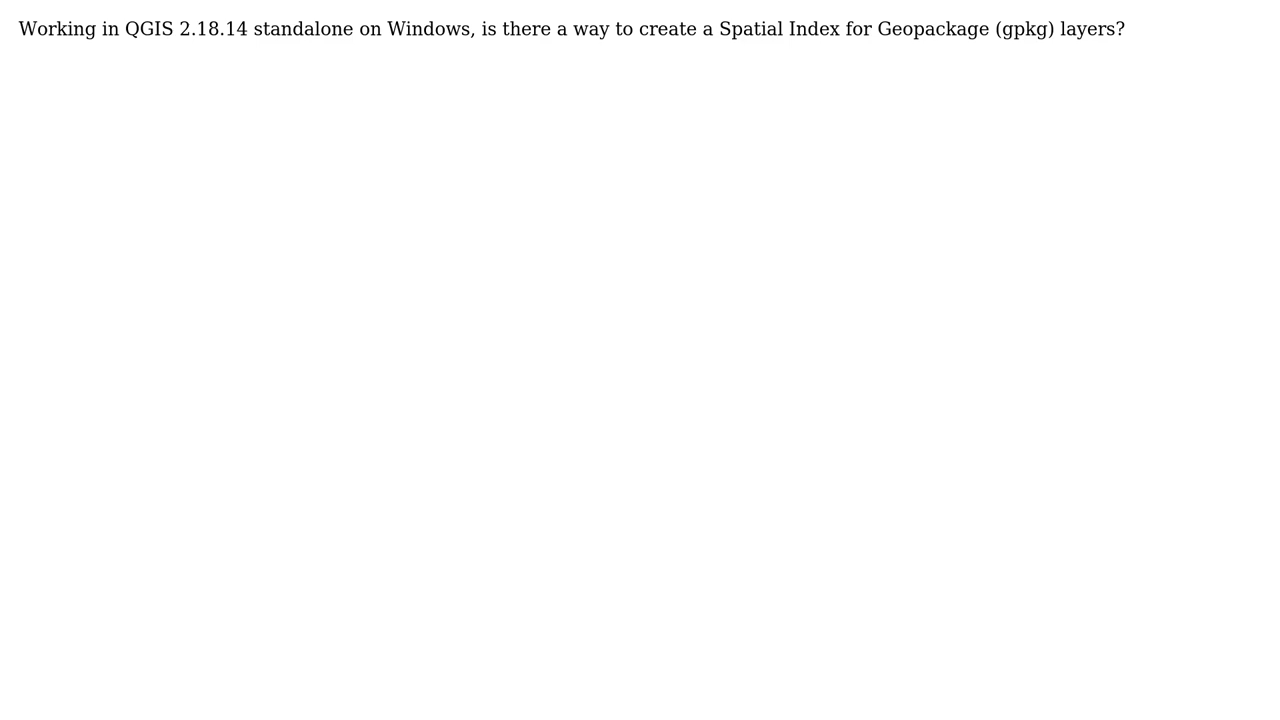 Working in QGIS 2.18.14 standalone on Windows, is there a way to create a Spatial Index for Geopackage (gpkg) layers?